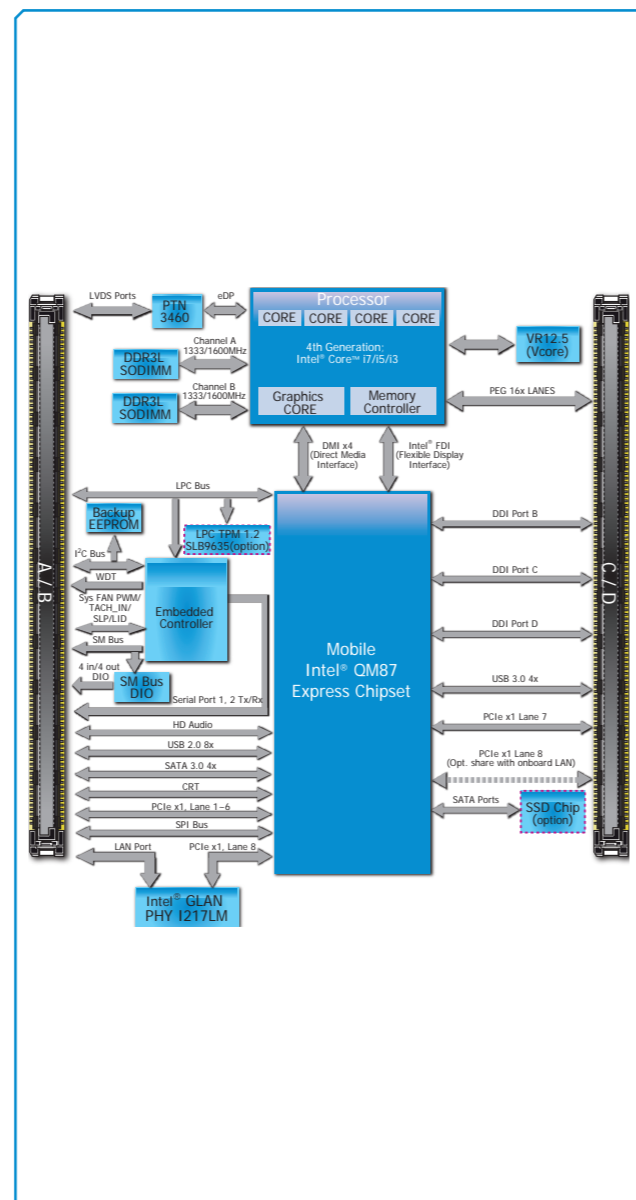 Processor
CORE CORE CORE CORE
4th Generation:
Intel® Core™ i7/i5/i3
Graphics
CORE
Memory
Controller
LVDS Ports
PTN
3460
eDP
DDR3L
SODIMM
Channel A
1333/1600MHz
DDR3L
SODIMM
Channel B
1333/1600MHz
VR12.5
(Vcore)
PEG 16x LANES
DMI x4
(Direct Media
Interface)
Intel® FDI
(Flexible Display
Interface)
A / B
C / D
LPC Bus
Backup
EEPROM
LPC TPM 1.2
SLB9635(option)
I²C Bus
WDT
Sys FAN PWM/
TACH_IN/
SLP/LID
Embedded
Controller
SM Bus
4 in/4 out
DIO
SM Bus
DIO
Serial Port 1, 2 Tx/Rx
HD Audio
USB 2.0 8x
SATA 3.0 4x
CRT
PCIe x1, Lane 1~6
SPI Bus
LAN Port
PCIe x1, Lane 8
Intel® GLAN
PHY I217LM
Mobile
Intel® QM87
Express Chipset
DDI Port B
DDI Port C
DDI Port D
USB 3.0 4x
PCIe x1 Lane 7
PCIe x1 Lane 8
(Opt. share with onboard LAN)
SATA Ports
SSD Chip
(option)